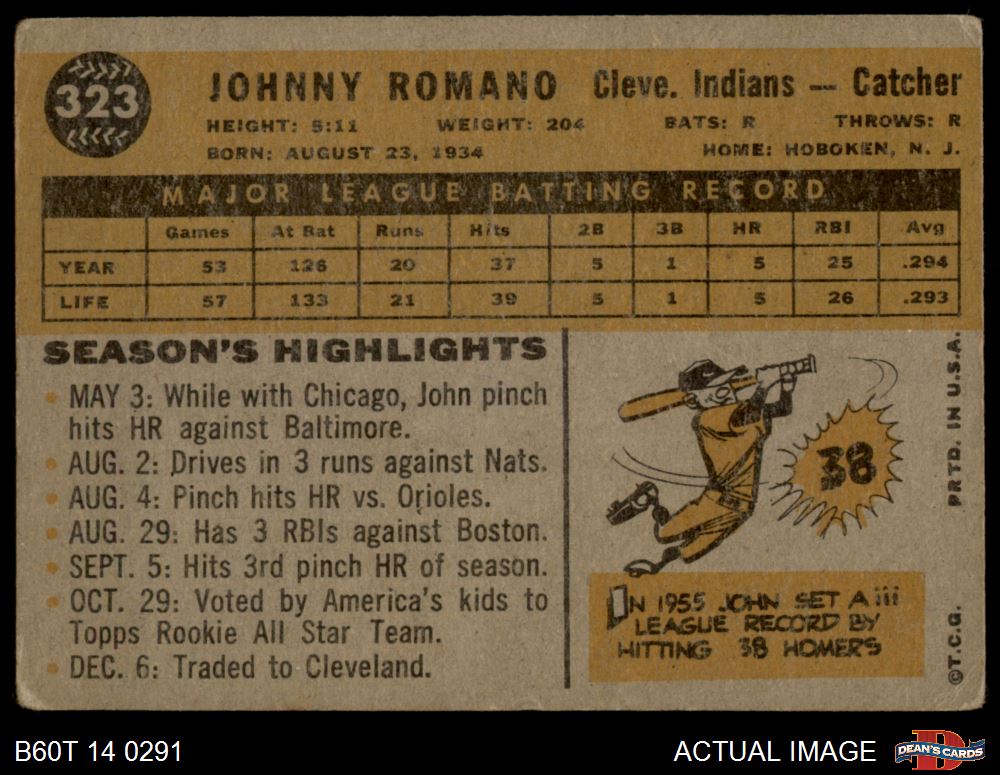 323
JOHNNY ROMANO Cleve. Indians — Catcher
HEIGHT: 5:11 WEIGHT: 204 BATS: R THROWS: R
BORN: AUGUST 23, 1934 HOME: HOBOKEN, N. J.
MAJOR LEAGUE BATTING RECORD
Games At Bat Runs Hits 2B 3B HR RBI Avg
YEAR 53 126 20 37 5 1 5 25 .294
LIFE 57 133 21 39 5 1 5 26 .293
SEASON'S HIGHLIGHTS
MAY 3: While with Chicago, John pinch
hits HR against Baltimore.
AUG. 2: Drives in 3 runs against Nats.
AUG. 4: Pinch hits HR vs. Orioles.
AUG. 29: Has 3 RBIs against Boston.
SEPT. 5: Hits 3rd pinch HR of season.
OCT. 29: Voted by America's kids to
Topps Rookie All Star Team.
DEC. 6: Traded to Cleveland.
38
IN 1955 JOHN SET A iii
LEAGUE RECORD BY
HITTING 38 HOMERS
©T.C.G. PRTD. IN U.S.A.
B60T 14 0291
ACTUAL IMAGE
DEAN'S CARDS